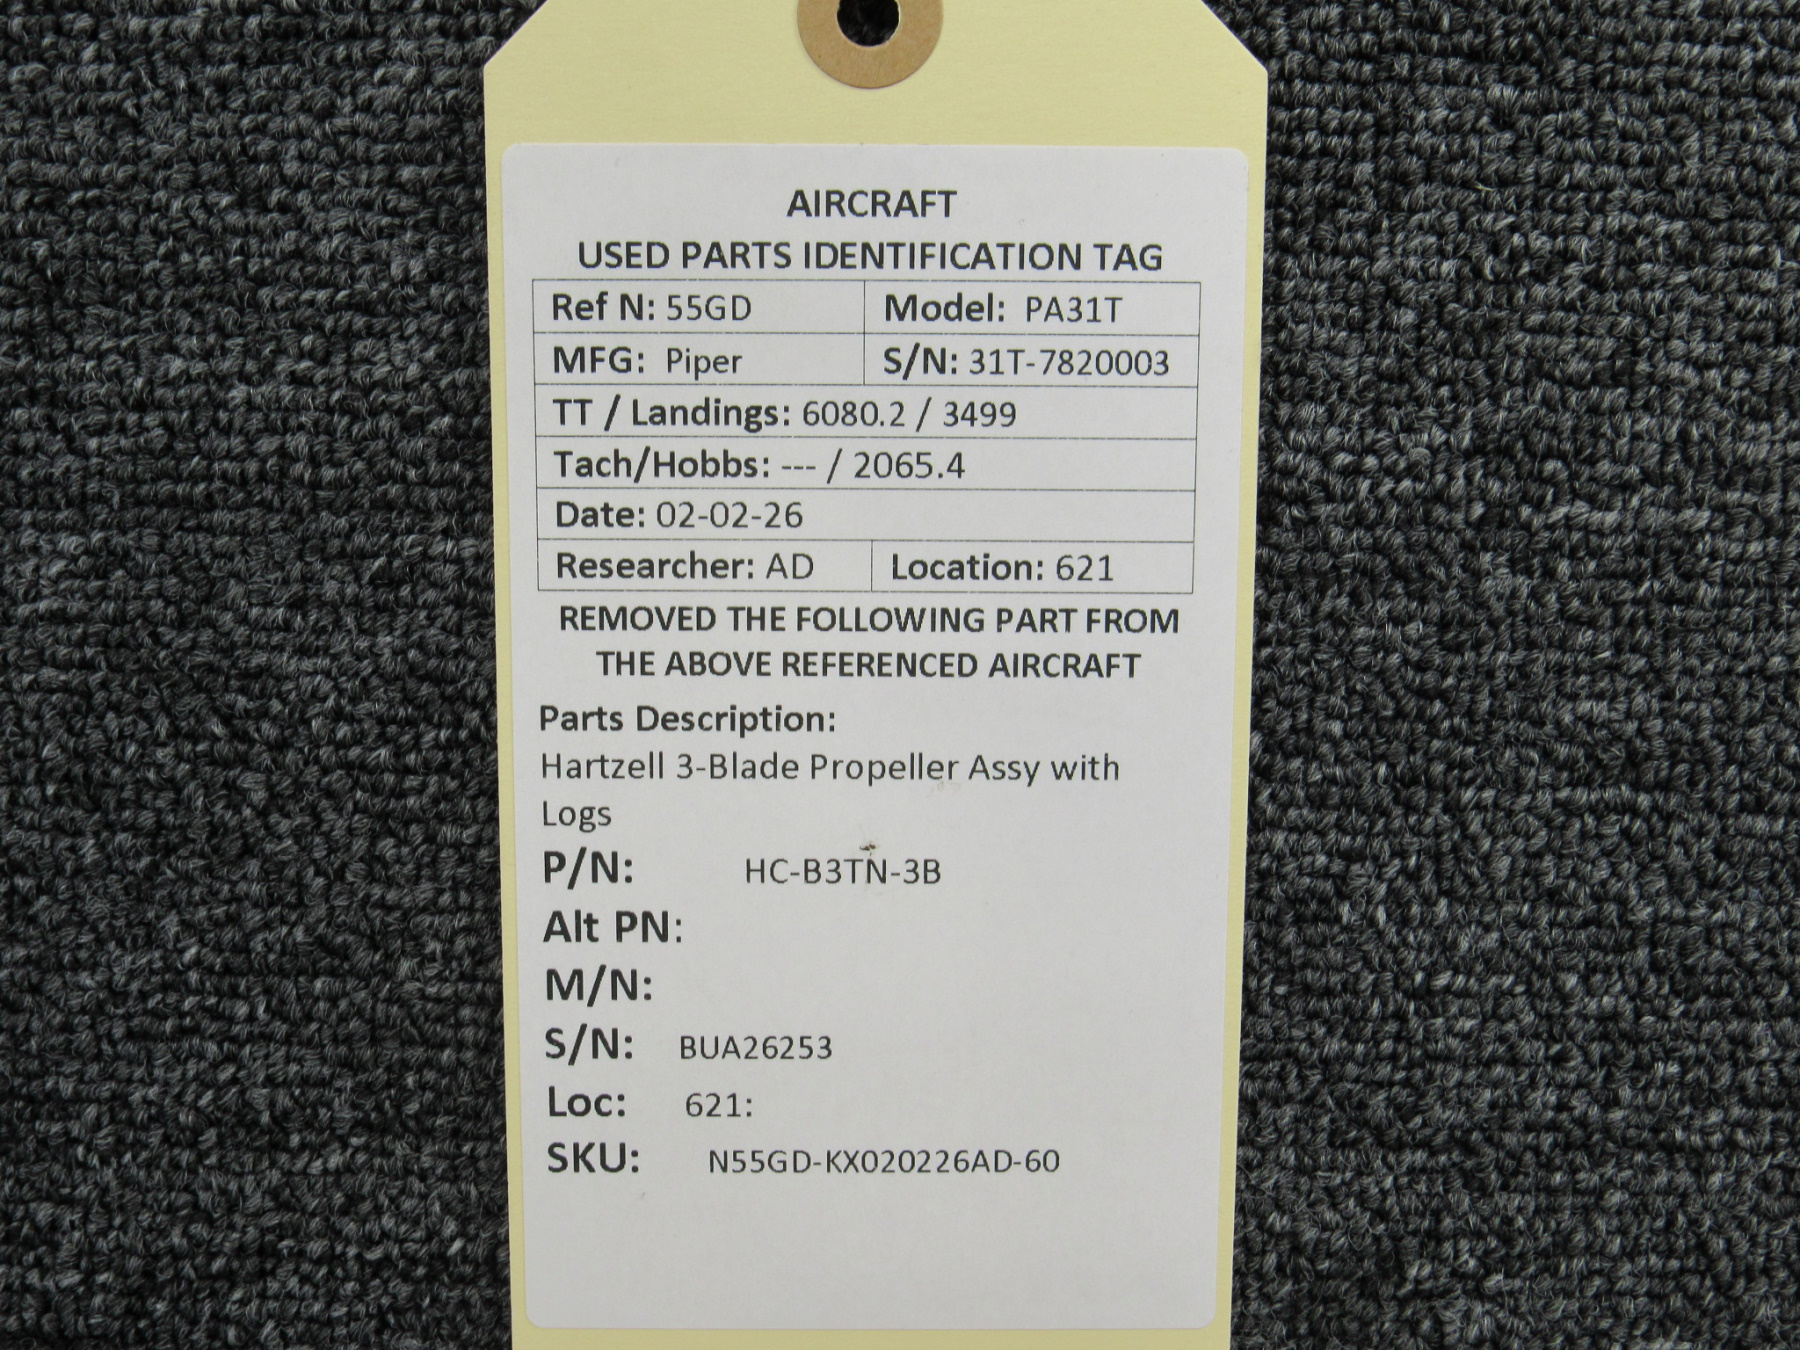 AIRCRAFT
USED PARTS IDENTIFICATION TAG
Ref N: 55GD Model: PA31T
MFG: Piper S/N: 31T-7820003
TT / Landings: 6080.2 / 3499
Tach/Hobbs: --- / 2065.4
Date: 02-02-26
Researcher: AD Location: 621
REMOVED THE FOLLOWING PART FROM
THE ABOVE REFERENCED AIRCRAFT
Parts Description:
Hartzell 3-Blade Propeller Assy with
Logs
P/N: HC-B3TN-3B
Alt PN:
M/N:
S/N: BUA26253
Loc: 621:
SKU: N55GD-KX020226AD-60